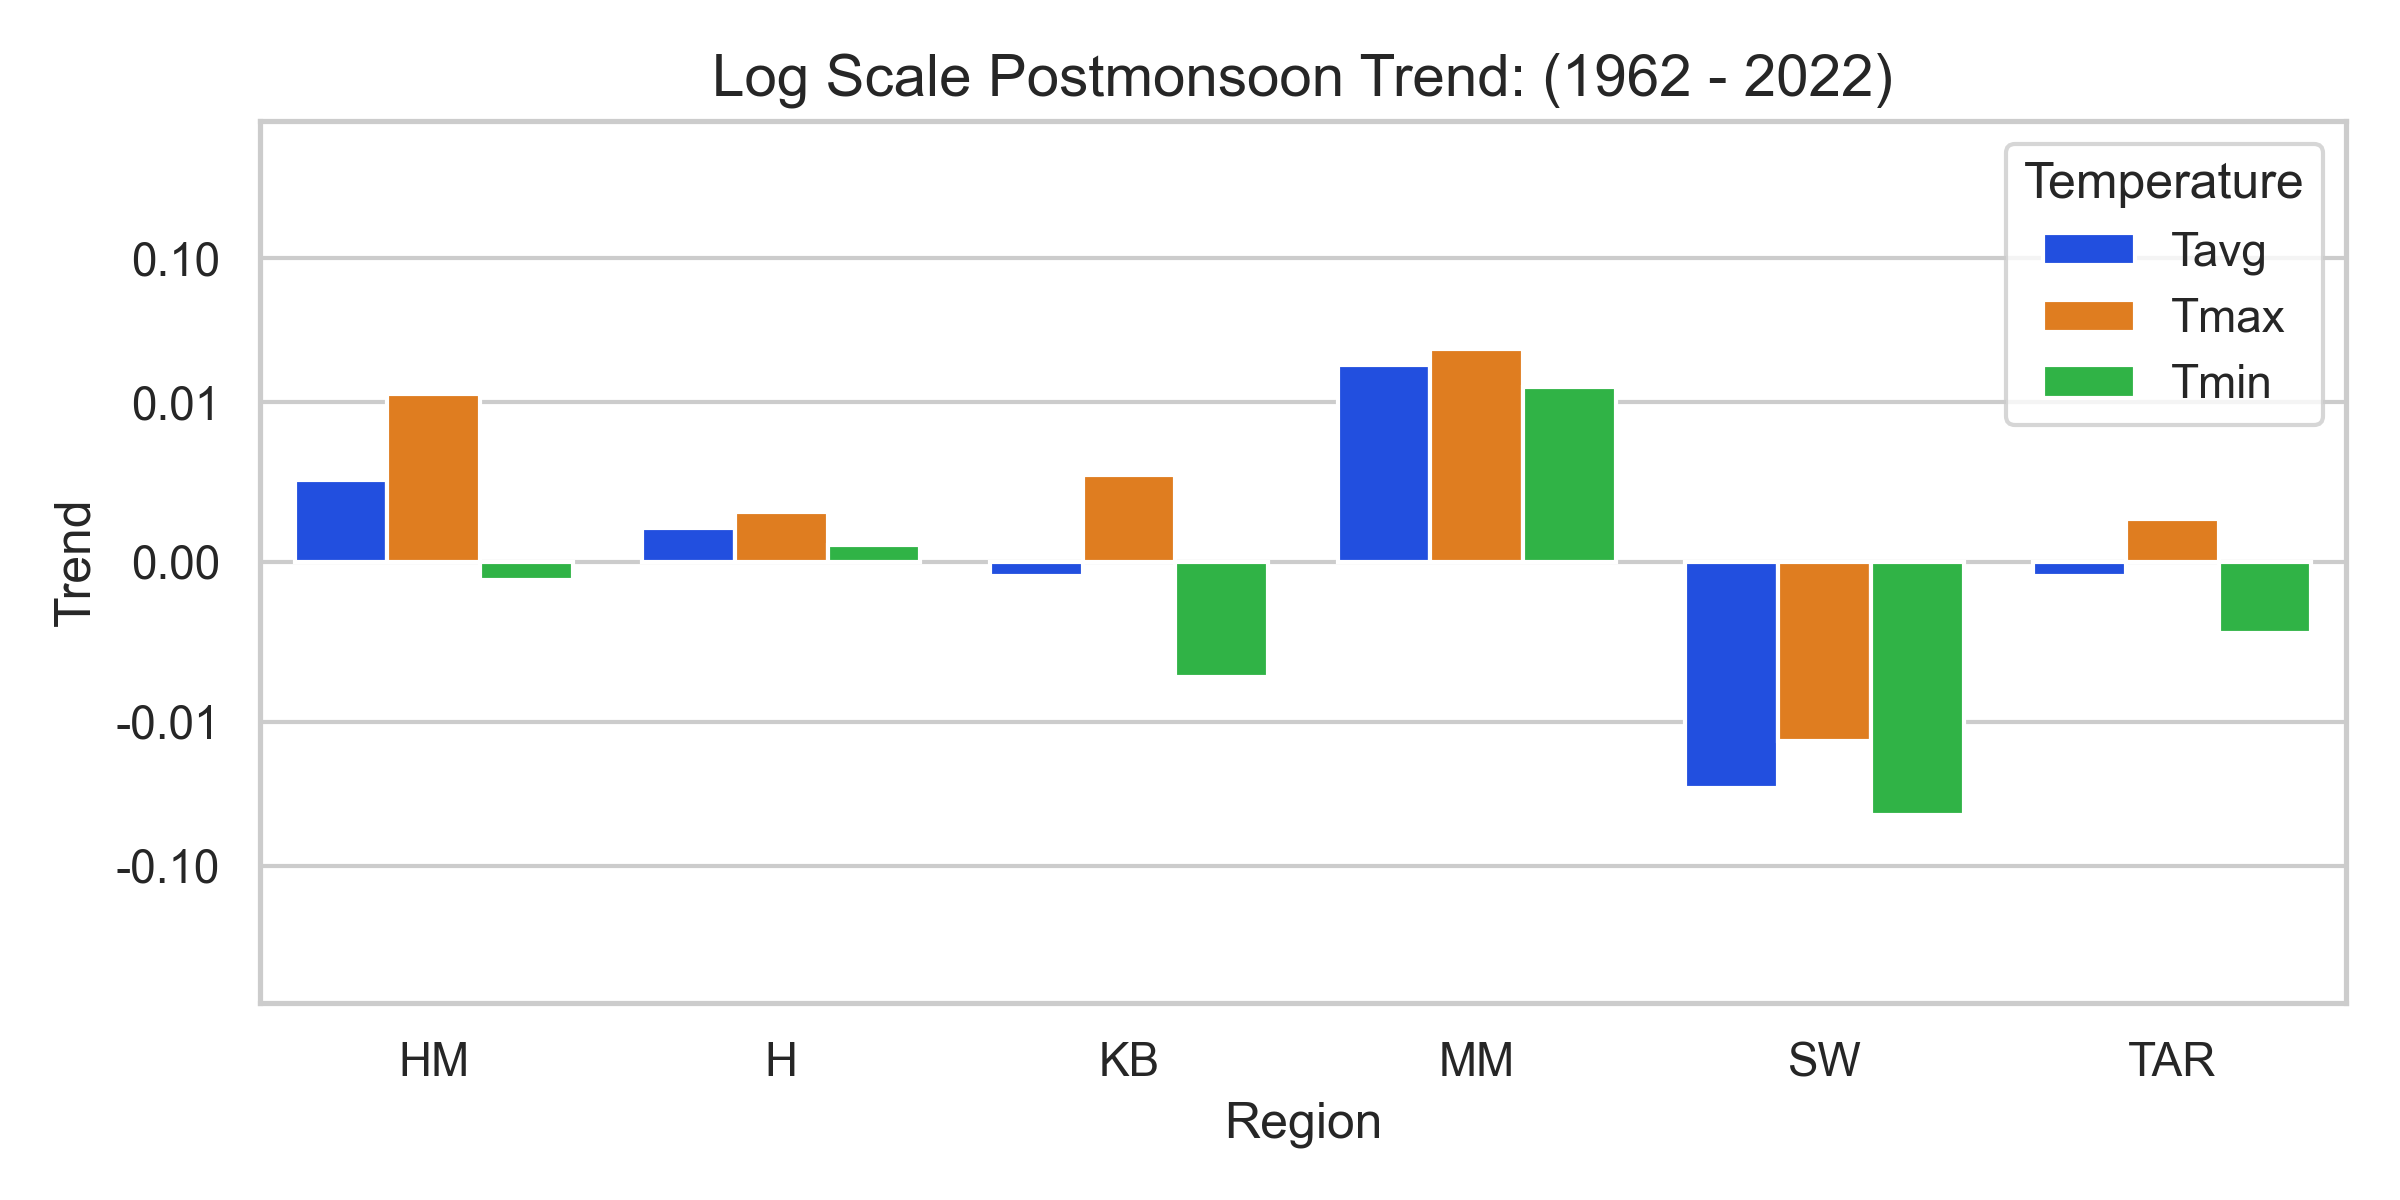 Log Scale Postmonsoon Trend: (1962 - 2022)
Temperature
Tavg
Tmax
Tmin
0.10
0.01
0.00
-0.01
-0.10
Trend
HM H KB MM SW TAR
Region